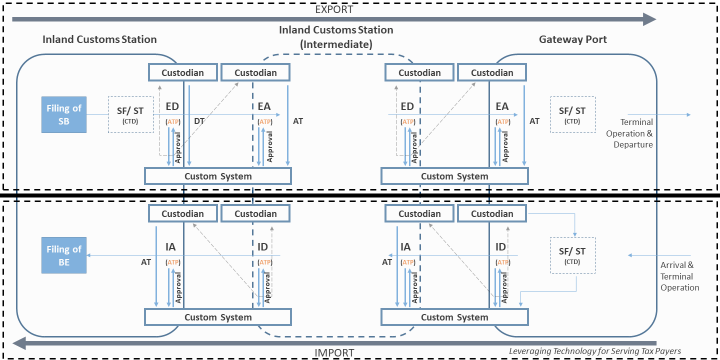 EXPORT
Inland Customs Station
Inland Customs Station
(Intermediate)
Gateway Port
Custodian
Custodian
Custodian
Custodian
Filing of
SB
SF/ ST
(CTD)
ED
(ATP)
Approval
DT
EA
(ATP)
Approval
AT
ED
(ATP)
Approval
EA
(ATP)
Approval
AT
SF/ ST
(CTD)
Terminal
Operation &
Departure
Custom System
Custom System
Custodian
Custodian
Custodian
Custodian
Filing of
BE
AT
IA
(ATP)
Approval
ID
(ATP)
Approval
AT
IA
(ATP)
Approval
ID
(ATP)
Approval
SF/ ST
(CTD)
Arrival &
Terminal
Operation
Custom System
Custom System
IMPORT
Leveraging Technology for Serving Tax Payers